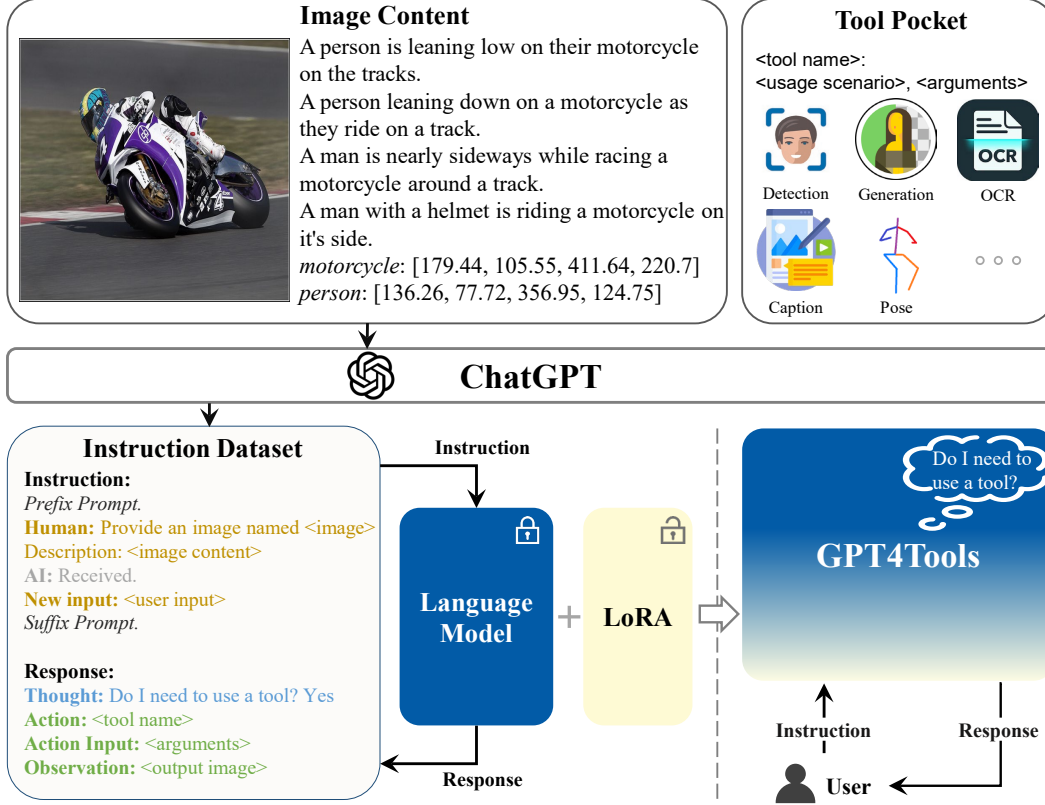 Image Content
A person is leaning low on their motorcycle
on the tracks.
A person leaning down on a motorcycle as
they ride on a track.
A man is nearly sideways while racing a
motorcycle around a track.
A man with a helmet is riding a motorcycle on
it's side.
motorcycle: [179.44, 105.55, 411.64, 220.7]
person: [136.26, 77.72, 356.95, 124.75]
Tool Pocket
<tool name>:
<usage scenario>, <arguments>
OCR
Detection
Generation
OCR
Caption
Pose
ChatGPT
Instruction Dataset
Instruction:
Prefix Prompt.
Human: Provide an image named <image>
Description: <image content>
AI: Received.
New input: <user input>
Suffix Prompt.
Response:
Thought: Do I need to use a tool? Yes
Action: <tool name>
Action Input: <arguments>
Observation: <output image>
Instruction
Language
Model
+
LoRA
Response
Do I need to
use a tool?
GPT4Tools
Instruction
Response
User